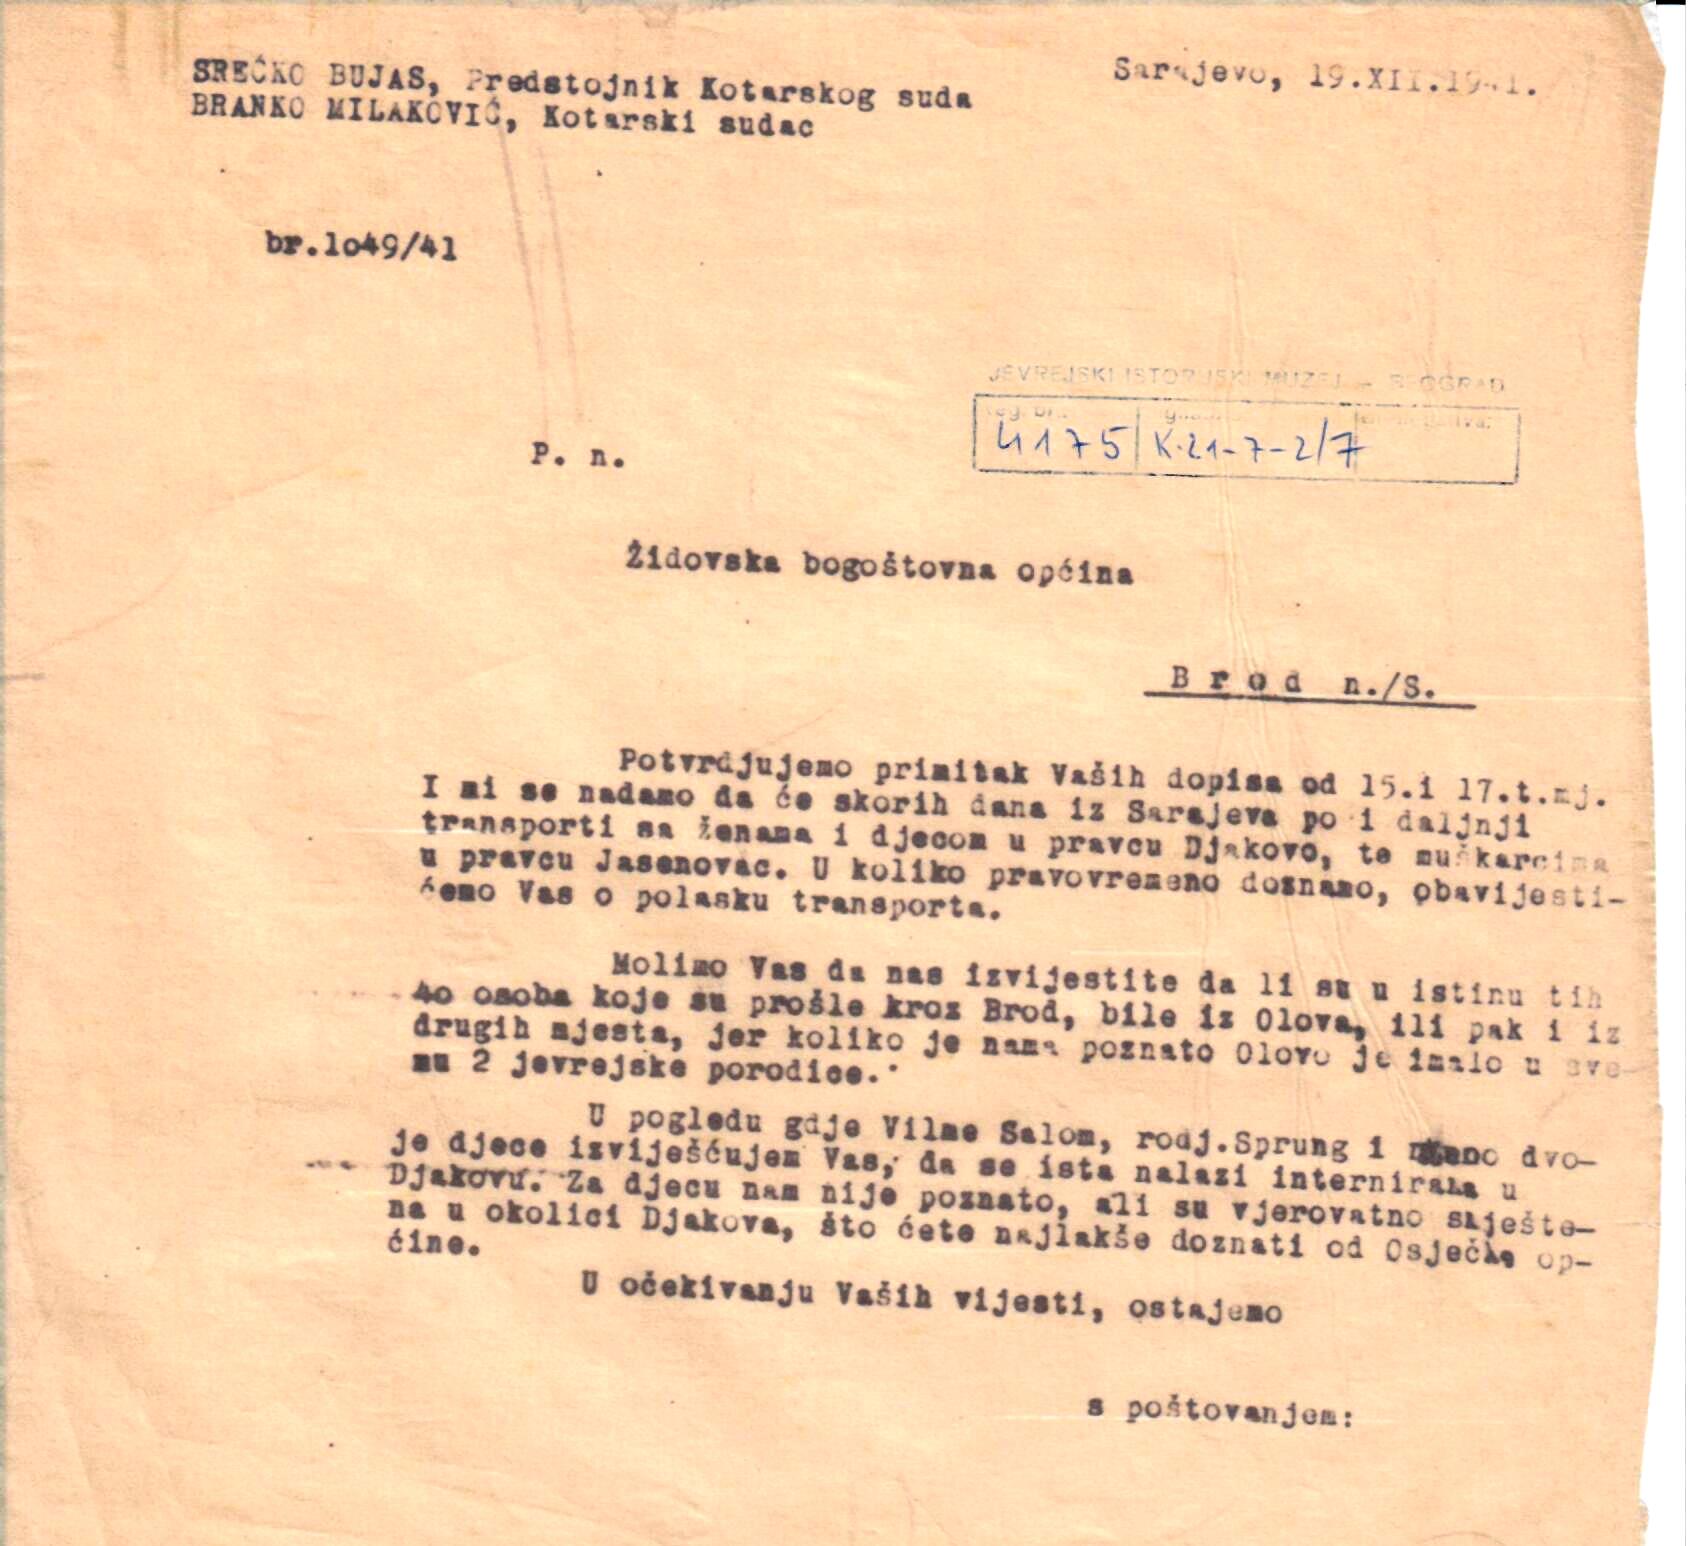 SREĆKO BUJAS, Predstojnik Kotarskog suda
BRANKO MILAKOVIĆ, Kotarski sudac
Sarajevo, 19.XII.1941.
br.lo49/41
JEVREJSKI ISTORIJSKI MUZEJ – BEOGRAD
4175 K.21-7-2/7
P. n.
Židovska bogoštovna općina
Brod n./S.
Potvrdjujemo primitak Vaših dopisa od 15.i 17.t.mj.
I mi se nadamo da će skorih dana iz Sarajeva po i daljnji
transporti sa ženama i djecom u pravcu Djakovo, te muškarcima
u pravcu Jasenovac. U koliko pravovremeno doznamo, obavijesti-
ćemo Vas o polasku transporta.
Molimo Vas da nas izvijestite da li su u istinu tih
4o osoba koje su prošle kroz Brod, bile iz Olova, ili pak i iz
drugih mjesta, jer koliko je nama poznato Olovo je imalo u sve-
mu 2 jevrejske porodice.
U pogledu gdje Vilme Salom, rodj.Sprung i dvo-
je djece izviješćujem Vas, da se ista nalazi internirana u
Djakovu. Za djecu nam nije poznato, ali su vjerovatno smješte-
na u okolici Djakova, što ćete najlakše doznati od Osječke op-
ćine.
U očekivanju Vaših vijesti, ostajemo
s poštovanjem: